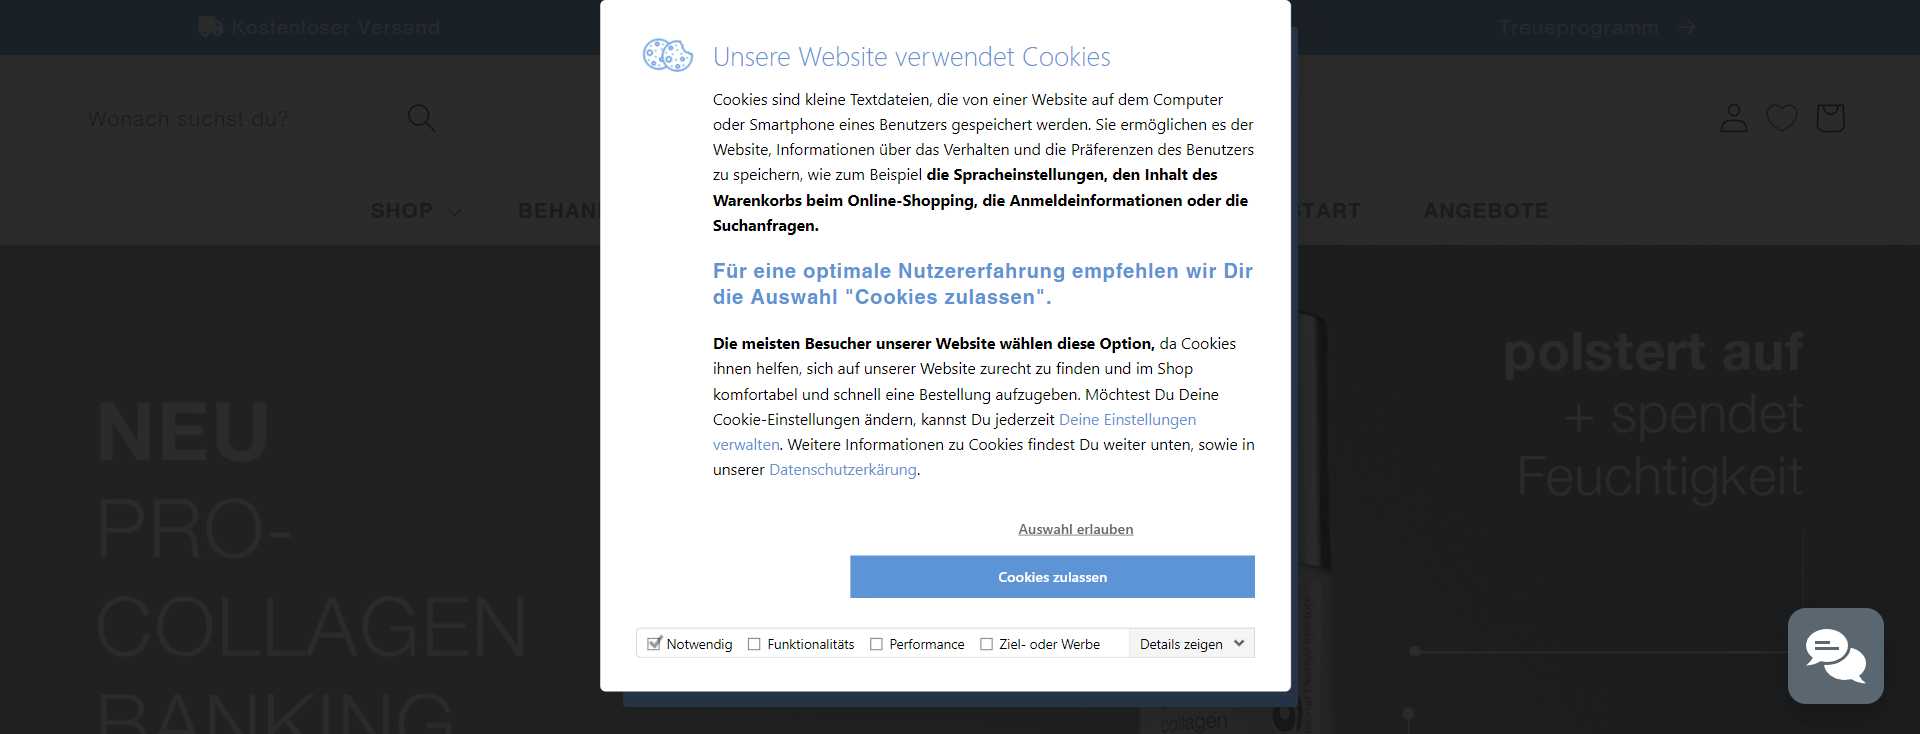 Kostenloser Versand
Treueprogramm
Wonach suchst du?
SHOP
ANGEBOTE
Unsere Website verwendet Cookies
Cookies sind kleine Textdateien, die von einer Website auf dem Computer
oder Smartphone eines Benutzers gespeichert werden. Sie ermöglichen es der
Website, Informationen über das Verhalten und die Präferenzen des Benutzers
zu speichern, wie zum Beispiel die Spracheinstellungen, den Inhalt des
Warenkorbs beim Online-Shopping, die Anmeldeinformationen oder die
Suchanfragen.
Für eine optimale Nutzererfahrung empfehlen wir Dir
die Auswahl "Cookies zulassen".
Die meisten Besucher unserer Website wählen diese Option, da Cookies
ihnen helfen, sich auf unserer Website zurecht zu finden und im Shop
komfortabel und schnell eine Bestellung aufzugeben. Möchtest Du Deine
Cookie-Einstellungen ändern, kannst Du jederzeit Deine Einstellungen
verwalten. Weitere Informationen zu Cookies findest Du weiter unten, sowie in
unserer Datenschutzerkärung.
Auswahl erlauben
Cookies zulassen
Notwendig Funktionalitäts Performance Ziel- oder Werbe Details zeigen
NEU
PRO-
COLLAGEN
BANKING
polstert auf
+ spendet
Feuchtigkeit
collagen